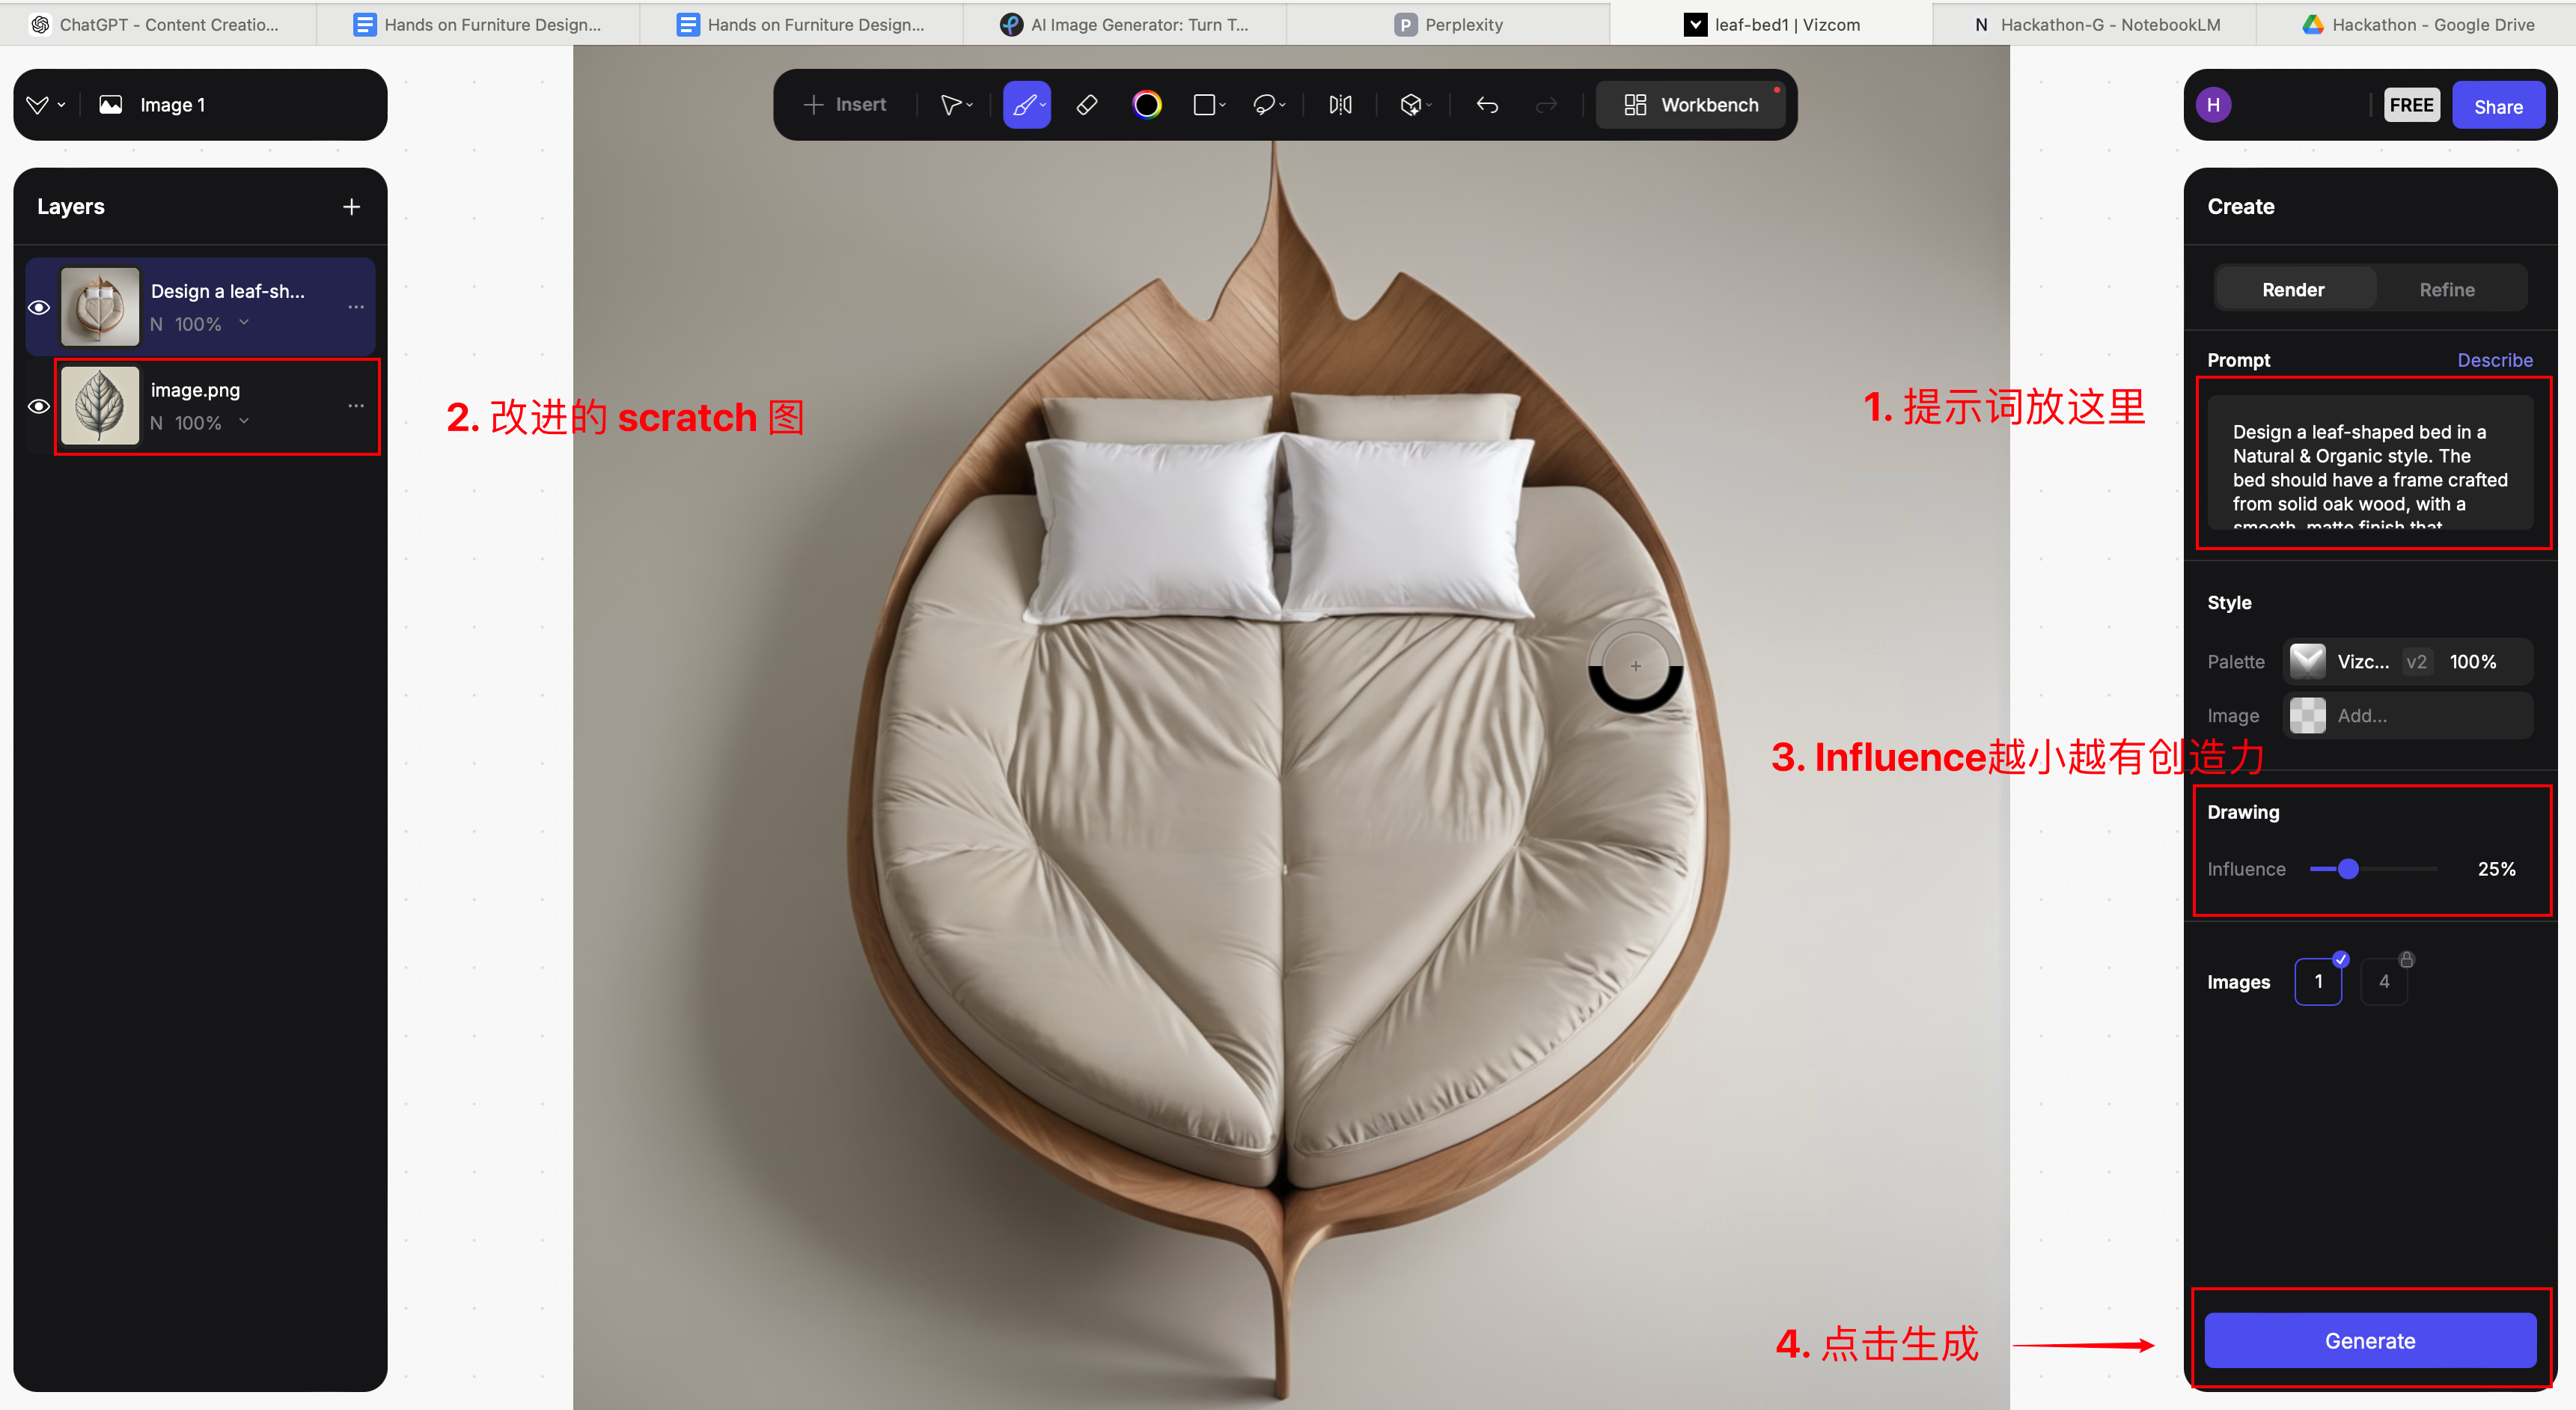 ChatGPT - Content Creatio...
Hands on Furniture Design...
Hands on Furniture Design...
AI Image Generator: Turn T...
P Perplexity
leaf-bed1 | Vizcom
N Hackathon-G - NotebookLM
Hackathon - Google Drive
Image 1
Insert
Workbench
H
FREE
Share
Layers
Design a leaf-sh...
N 100%
image.png
N 100%
2. 改进的 scratch 图
1. 提示词放这里
3. Influence越小越有创造力
4. 点击生成
Create
Render
Refine
Prompt
Describe
Design a leaf-shaped bed in a
Natural & Organic style. The
bed should have a frame crafted
from solid oak wood, with a
smooth, matte finish that
Style
Palette
Vizc...
v2
100%
Image
Add...
Drawing
Influence
25%
Images
1
4
Generate